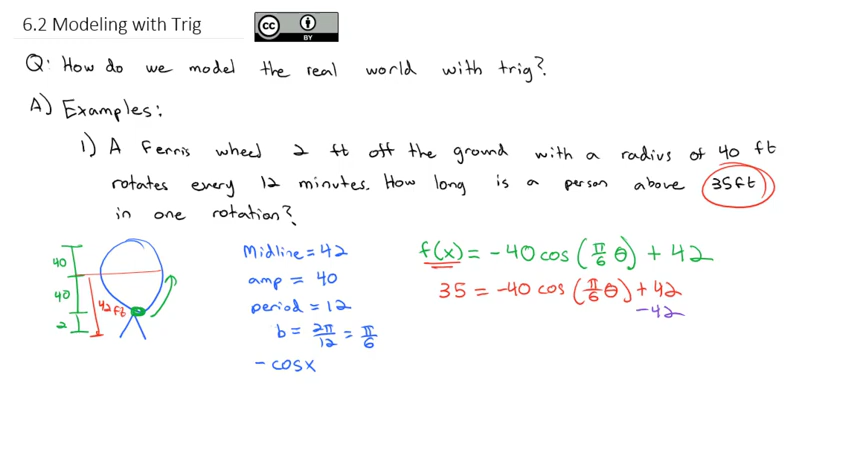 6.2 Modeling with Trig
cc BY
Q: How do we model the real world with trig?
A) Examples:
1) A Ferris wheel 2 ft off the ground with a radius of 40 ft
rotates every 12 minutes. How long is a person above 35ft
in one rotation?
40
40
2
42 ft
Midline = 42
amp = 40
period = 12
b = 2π/12 = π/6
- cosx
f(x) = -40 cos (π/6 θ) + 42
35 = -40 cos (π/6 θ) + 42
-42